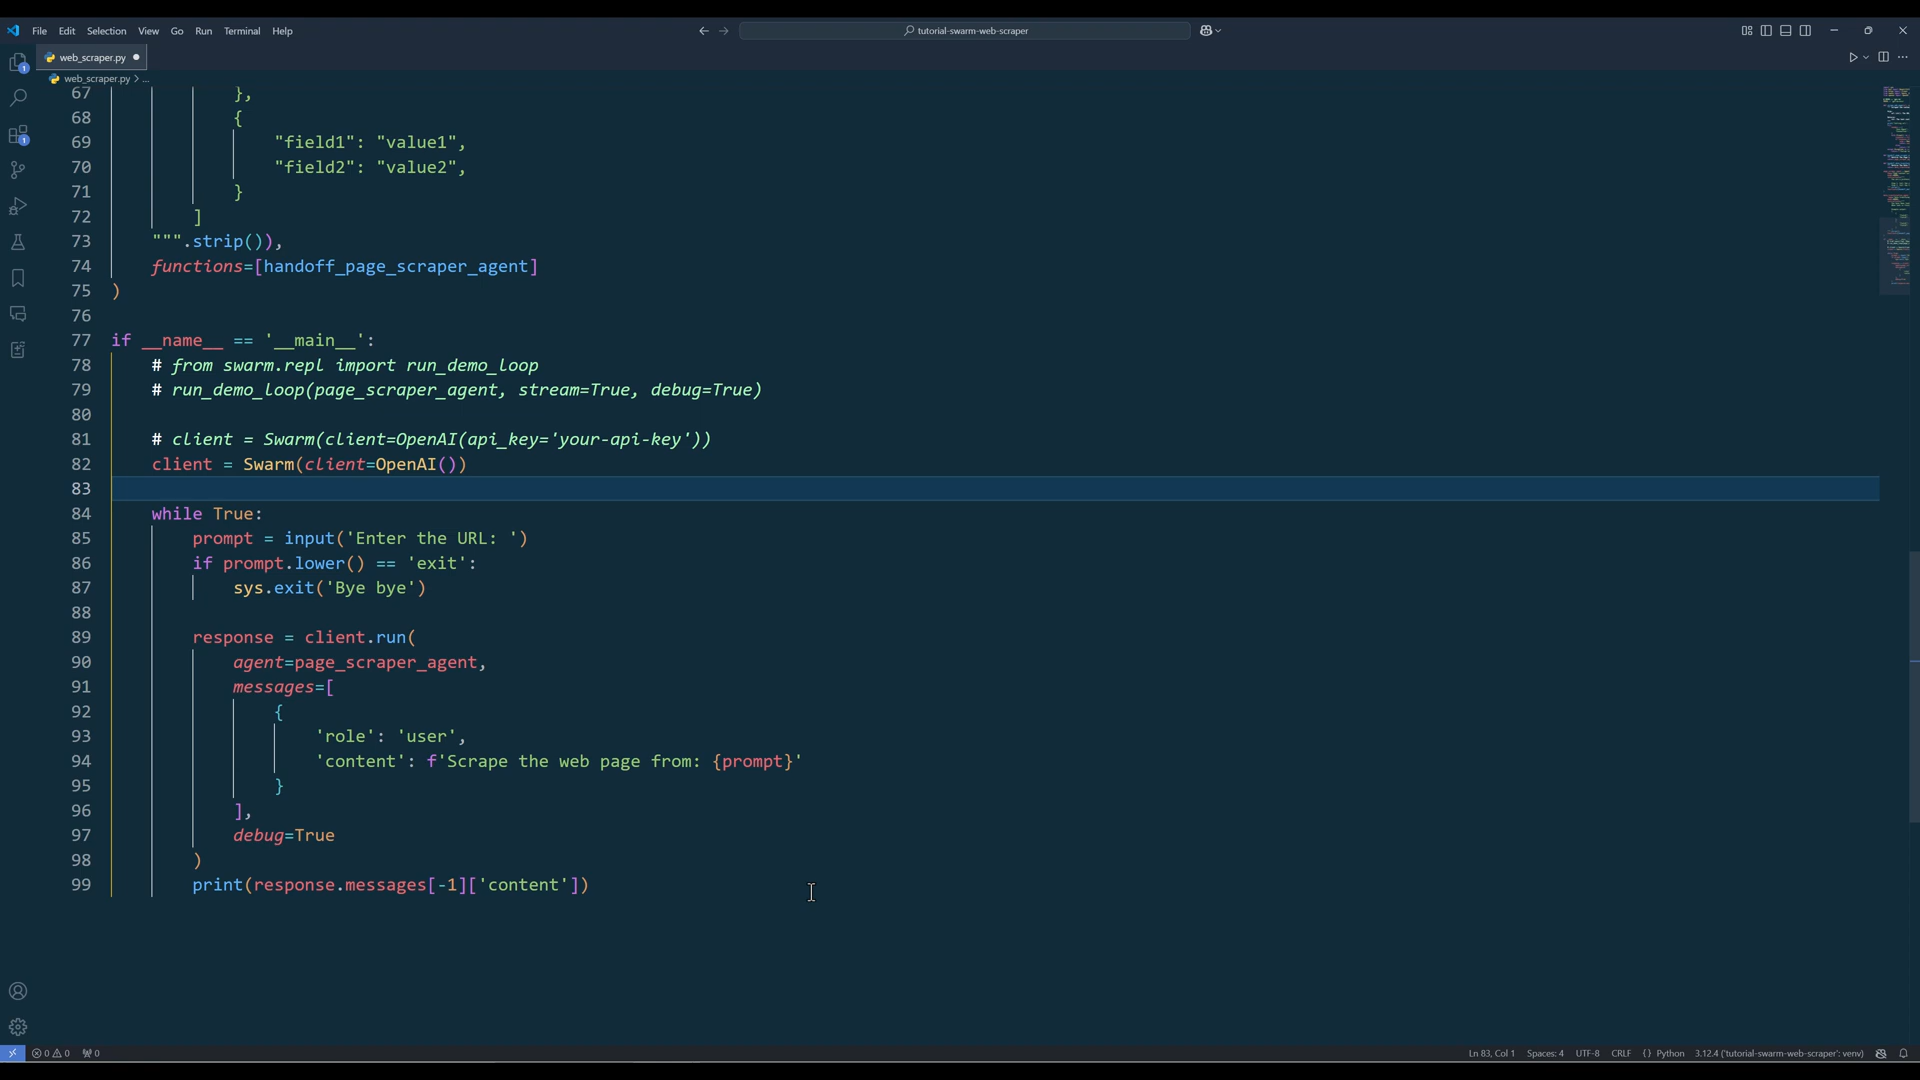 File Edit Selection View Go Run Terminal Help
tutorial-swarm-web-scraper
web_scraper.py
web_scraper.py > ...
67 },
68 {
69 "field1": "value1",
70 "field2": "value2",
71 }
72 ]
73 """.strip()),
74 functions=[handoff_page_scraper_agent]
75 )
76
77 if __name__ == '__main__':
78 # from swarm.repl import run_demo_loop
79 # run_demo_loop(page_scraper_agent, stream=True, debug=True)
80
81 # client = Swarm(client=OpenAI(api_key='your-api-key'))
82 client = Swarm(client=OpenAI())
83
84 while True:
85 prompt = input('Enter the URL: ')
86 if prompt.lower() == 'exit':
87 sys.exit('Bye bye')
88
89 response = client.run(
90 agent=page_scraper_agent,
91 messages=[
92 {
93 'role': 'user',
94 'content': f'Scrape the web page from: {prompt}'
95 }
96 ],
97 debug=True
98 )
99 print(response.messages[-1]['content'])
1
1
0 0 0 Ln 83, Col 1 Spaces: 4 UTF-8 CRLF {} Python 3.12.4 ('tutorial-swarm-web-scraper': venv)